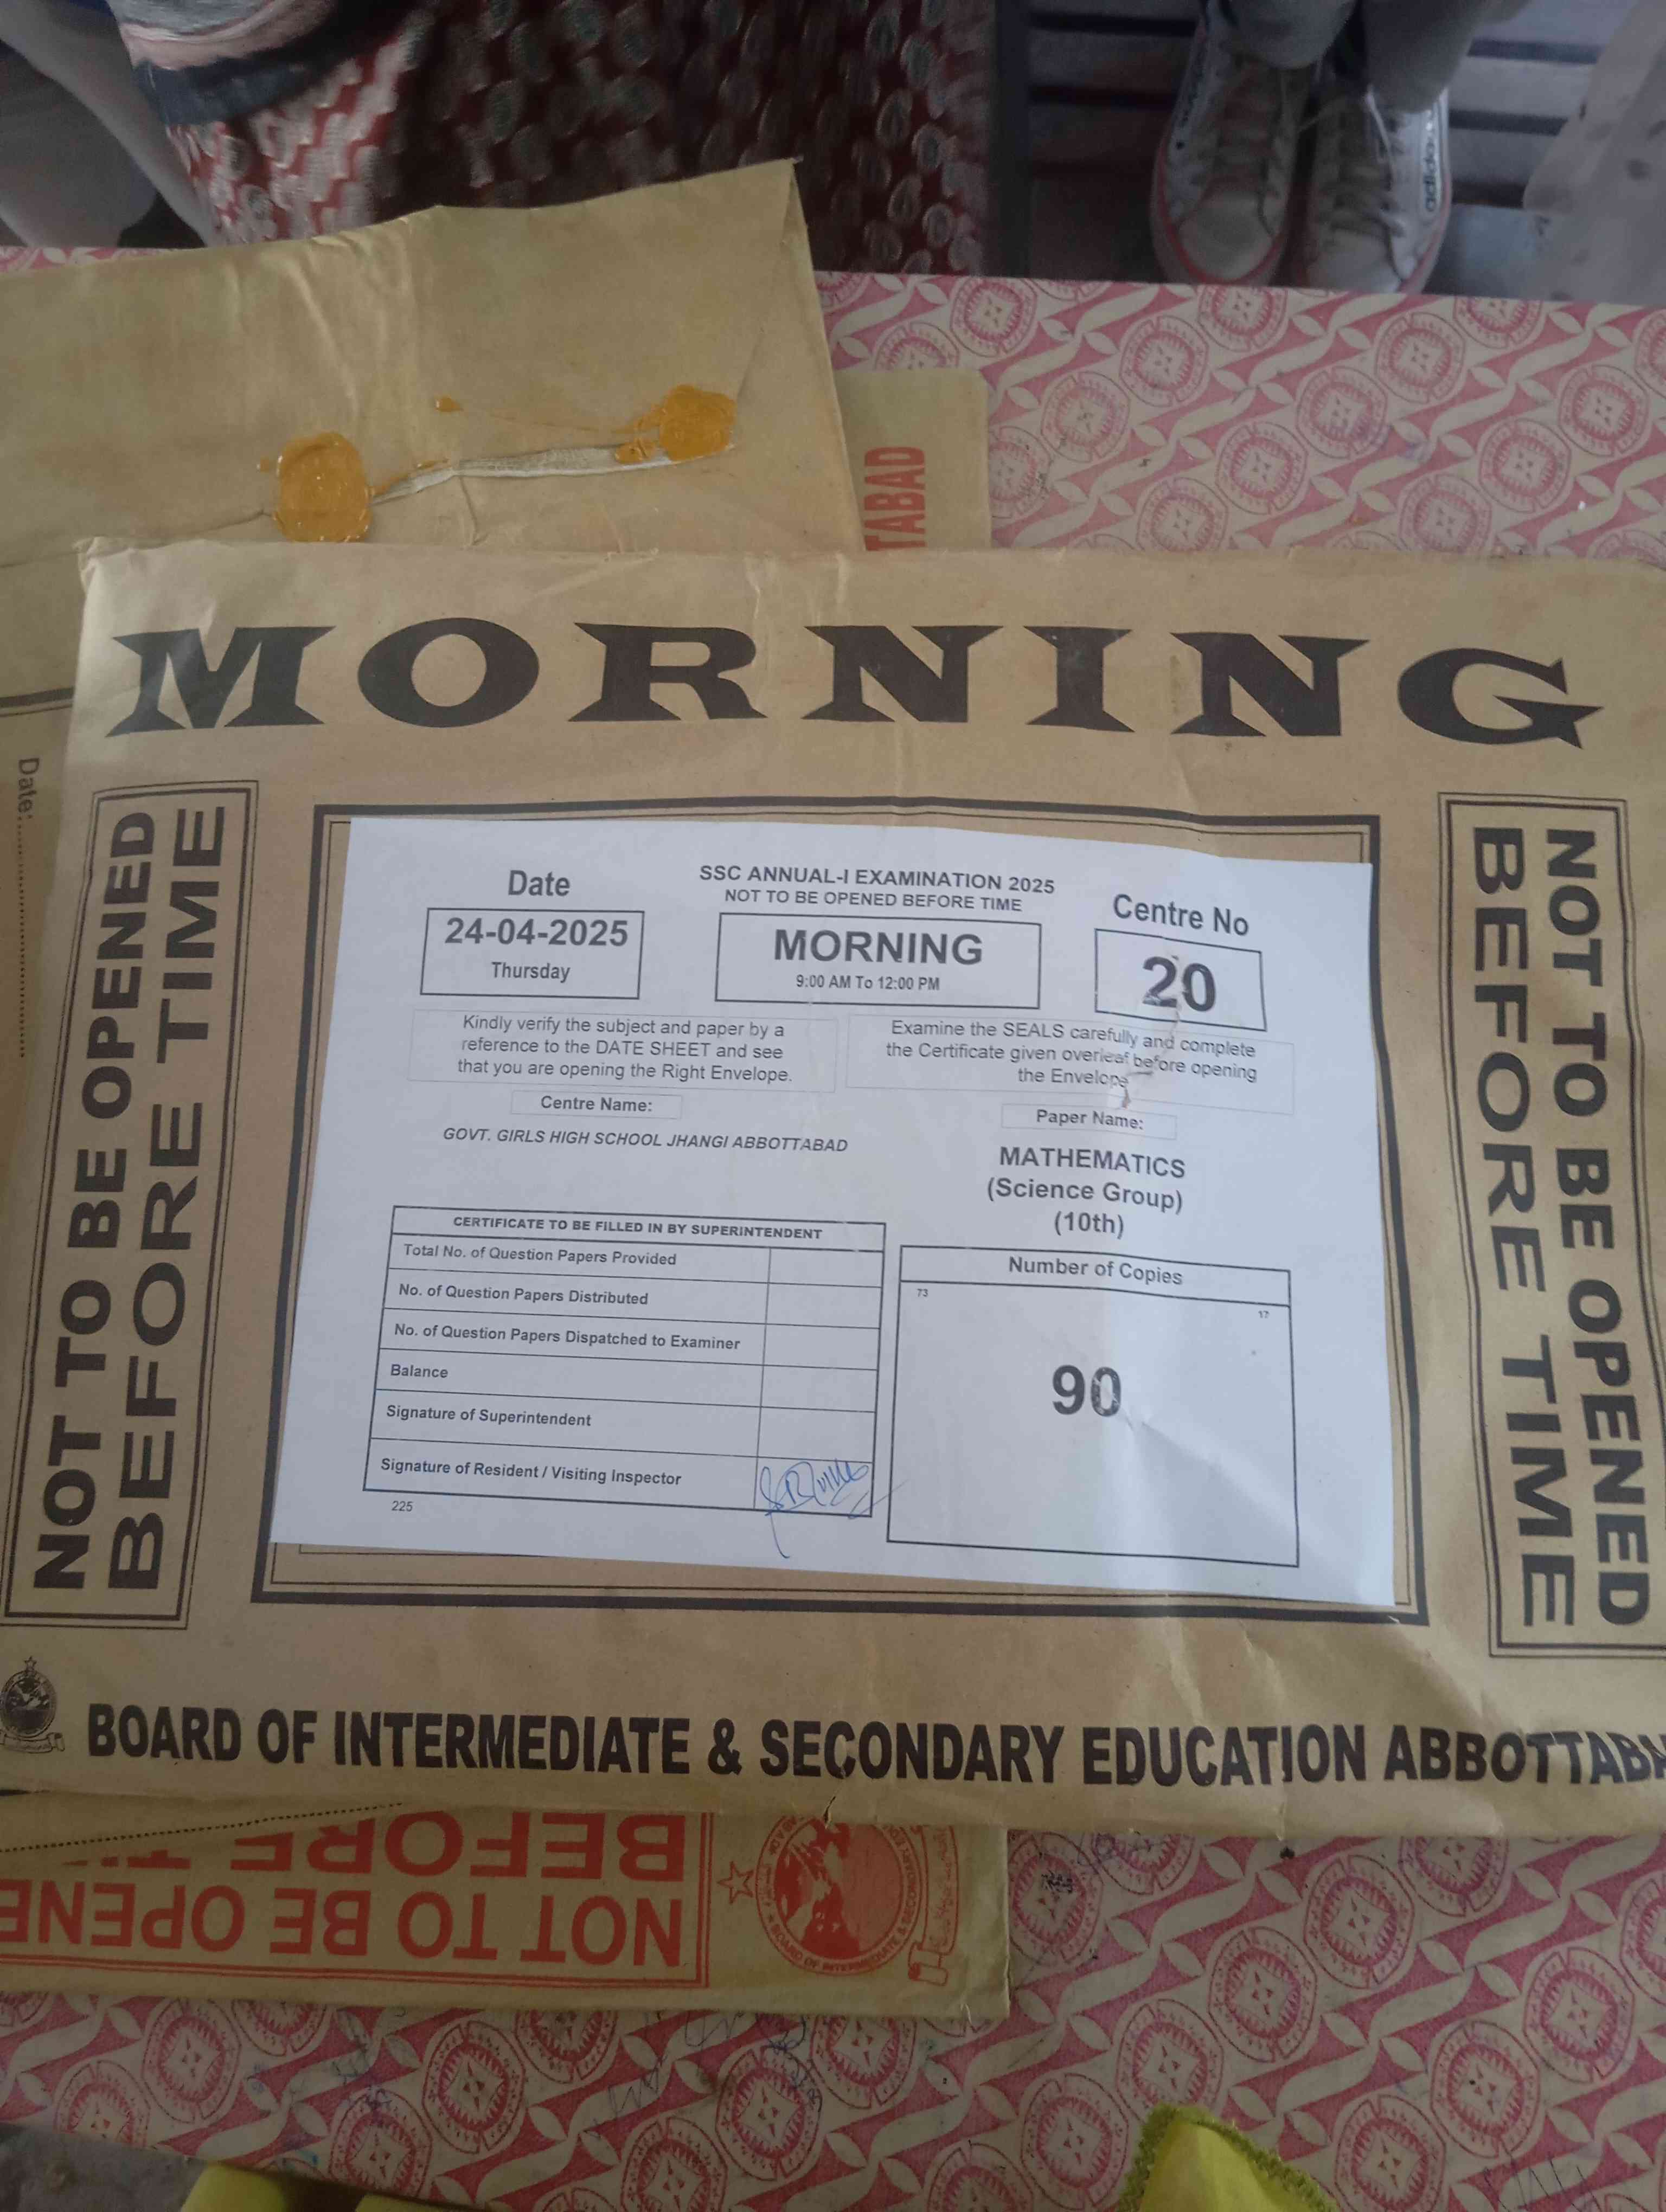 TABAD
MORNING
Date:
NOT TO BE OPENED
BEFORE TIME
NOT TO BE OPENED
BEFORE TIME
SSC ANNUAL-I EXAMINATION 2025
NOT TO BE OPENED BEFORE TIME
Date
24-04-2025
Thursday
MORNING
9:00 AM To 12:00 PM
Centre No
20
Kindly verify the subject and paper by a
reference to the DATE SHEET and see
that you are opening the Right Envelope.
Examine the SEALS carefully and complete
the Certificate given overleaf before opening
the Envelope
Centre Name:
GOVT. GIRLS HIGH SCHOOL JHANGI ABBOTTABAD
Paper Name:
MATHEMATICS
(Science Group)
(10th)
CERTIFICATE TO BE FILLED IN BY SUPERINTENDENT
Total No. of Question Papers Provided
No. of Question Papers Distributed
No. of Question Papers Dispatched to Examiner
Balance
Signature of Superintendent
Signature of Resident / Visiting Inspector
225
Number of Copies
73
17
90
BOARD OF INTERMEDIATE & SECONDARY EDUCATION ABBOTTABA
BEFORE
NOT TO BE OPENE
adidas